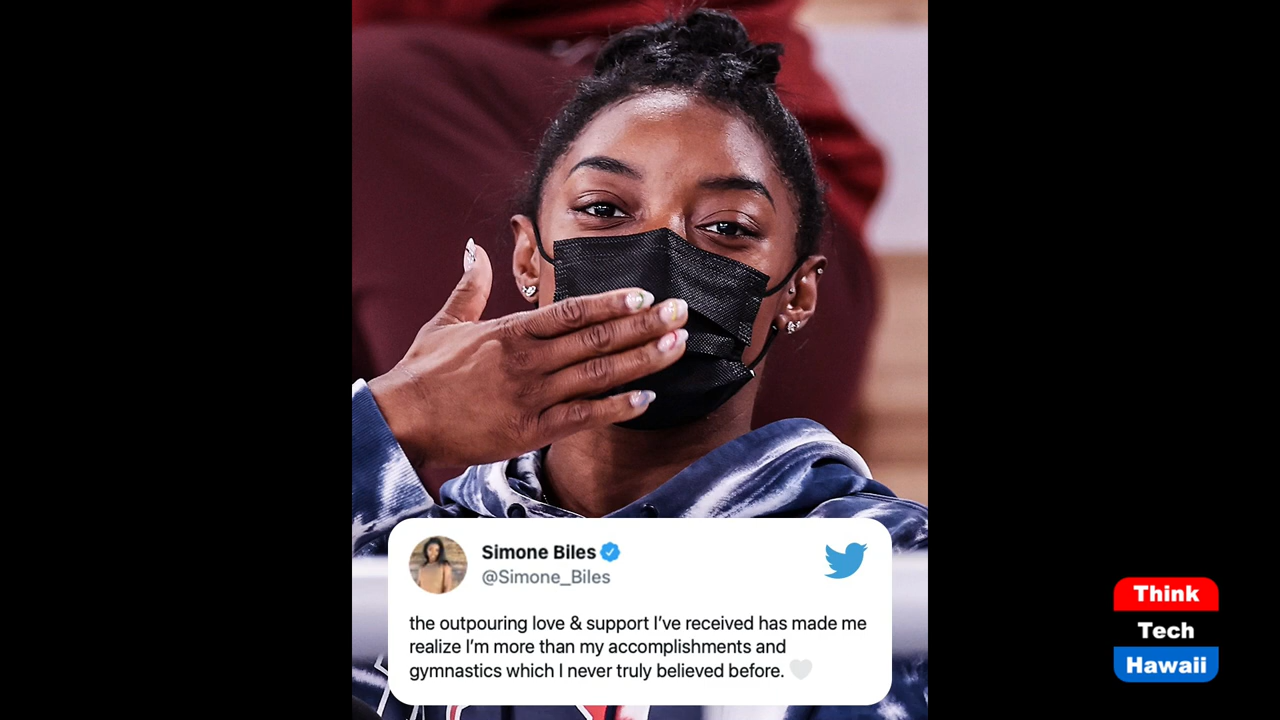 Simone Biles
@Simone_Biles
the outpouring love & support I've received has made me
realize I'm more than my accomplishments and
gymnastics which I never truly believed before. 🤍
Think
Tech
Hawaii